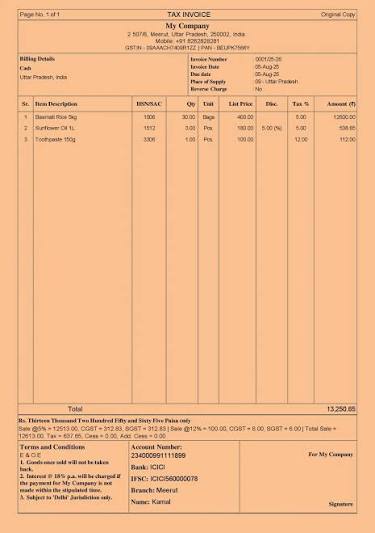 Page No. 1 of 1 TAX INVOICE Original Copy
My Company
2 507/8, Meerut, Uttar Pradesh, 250002, India
Mobile: +91 8282828281
GSTIN - 09AAACH7409R1ZZ | PAN - BEUPK7569Y
Billing Details Invoice Number 0001/25-26
Cash Invoice Date 05-Aug-25
Uttar Pradesh, India Due date 05-Aug-25
Place of Supply 09 - Uttar Pradesh
Reverse Charge No
Sr. Item Description HSN/SAC Qty Unit List Price Disc. Tax % Amount (₹)
1 Basmati Rice 5kg 1006 30.00 Bags 400.00 5.00 12600.00
2 Sunflower Oil 1L 1512 3.00 Pcs 180.00 5.00 (%) 5.00 538.65
3 Toothpaste 150g 3306 1.00 Pcs 100.00 12.00 112.00
Total 13,250.65
Rs. Thirteen Thousand Two Hundred Fifty and Sixty Five Paisa only
Sale @5% = 12513.00, CGST = 312.83, SGST = 312.83 | Sale @12% = 100.00, CGST = 6.00, SGST = 6.00 | Total Sale =
12613.00, Tax = 637.65, Cess = 0.00, Add. Cess = 0.00
Terms and Conditions
E & O E
1. Goods once sold will not be taken
back.
2. Interest @ 18% p.a. will be charged if
the payment for My Company is not
made within the stipulated time.
3. Subject to 'Delhi' Jurisdiction only.
Account Number:
234000991111899
Bank: ICICI
IFSC: ICICI560000078
Branch: Meerut
Name: Kamal
For My Company
Signature